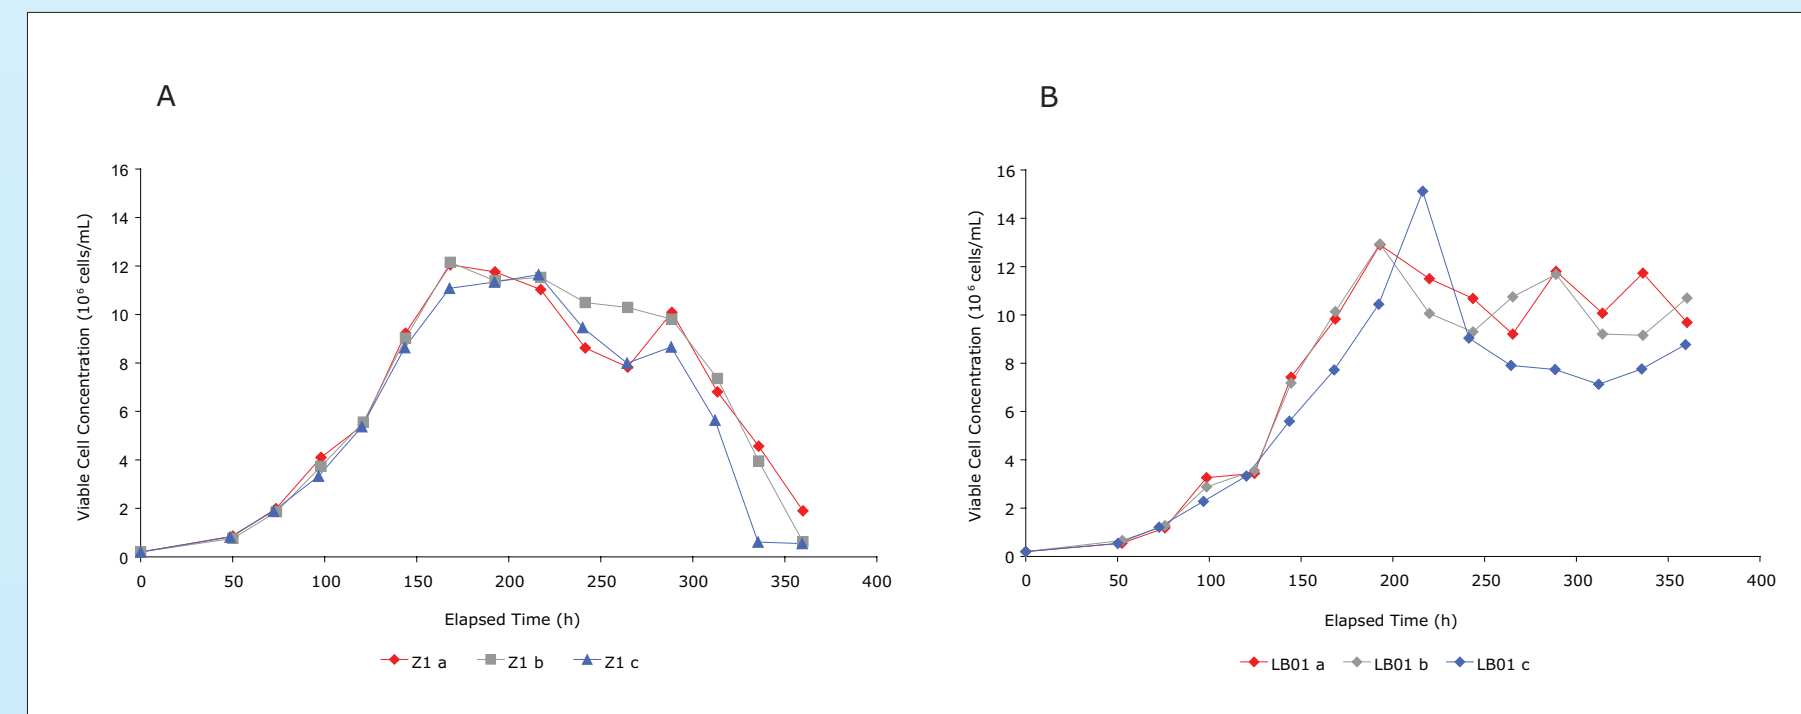 A
Viable Cell Concentration (10⁶ cells/mL)
16
14
12
10
8
6
4
2
0
0 50 100 150 200 250 300 350 400
Elapsed Time (h)
Z1 a Z1 b Z1 c
B
Viable Cell Concentration (10⁶ cells/mL)
16
14
12
10
8
6
4
2
0
0 50 100 150 200 250 300 350 400
Elapsed Time (h)
LB01 a LB01 b LB01 c